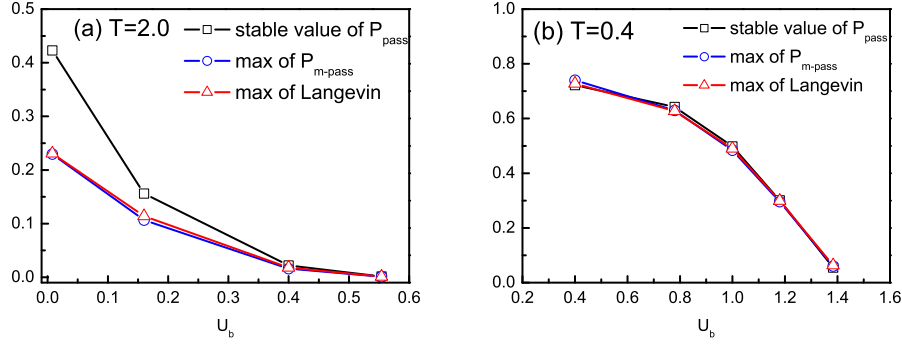 (a) T=2.0
stable value of P_pass
max of P_m-pass
max of Langevin
0.5
0.4
0.3
0.2
0.1
0.0
0.0 0.1 0.2 0.3 0.4 0.5 0.6
U_b
(b) T=0.4
stable value of P_pass
max of P_m-pass
max of Langevin
1.0
0.8
0.6
0.4
0.2
0.0
0.2 0.4 0.6 0.8 1.0 1.2 1.4 1.6
U_b